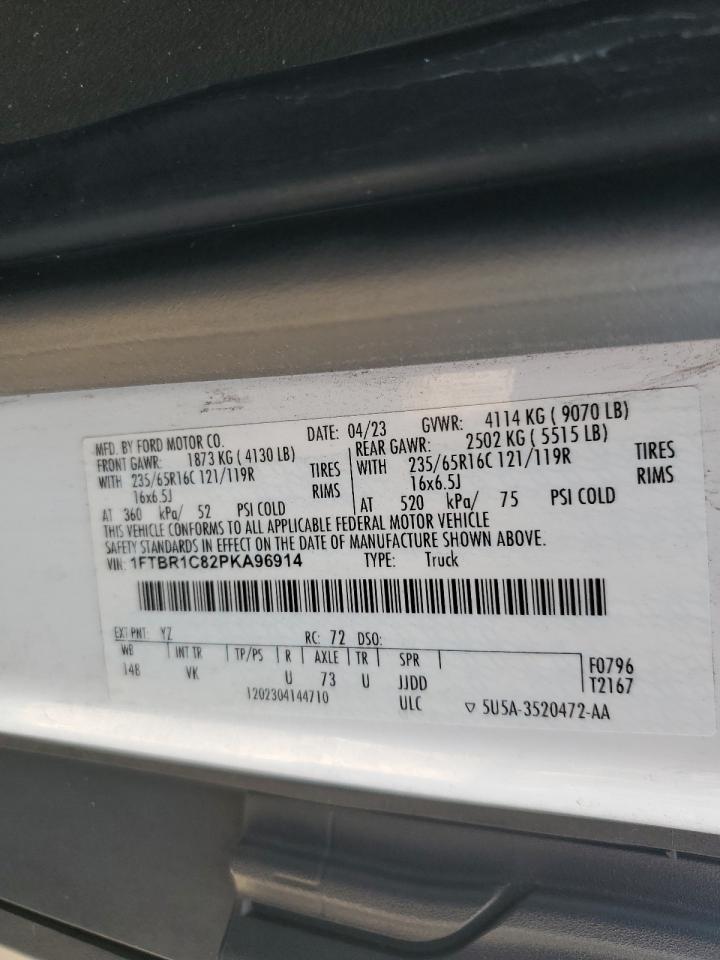 MFD. BY FORD MOTOR CO. DATE: 04/23 GVWR: 4114 KG ( 9070 LB)
FRONT GAWR: 1873 KG ( 4130 LB) REAR GAWR: 2502 KG ( 5515 LB)
WITH 235/65R16C 121/119R TIRES WITH 235/65R16C 121/119R TIRES
16x6.5J RIMS 16x6.5J RIMS
AT 360 kPa/ 52 PSI COLD AT 520 kPa/ 75 PSI COLD
THIS VEHICLE CONFORMS TO ALL APPLICABLE FEDERAL MOTOR VEHICLE
SAFETY STANDARDS IN EFFECT ON THE DATE OF MANUFACTURE SHOWN ABOVE.
VIN: 1FTBR1C82PKA96914 TYPE: Truck
EXT PNT: YZ RC: 72 DSO:
WB INT TR TP/PS R AXLE TR SPR F0796
148 VK U 73 U JJDD T2167
1202304144710 ULC ▽ 5U5A-3520472-AA